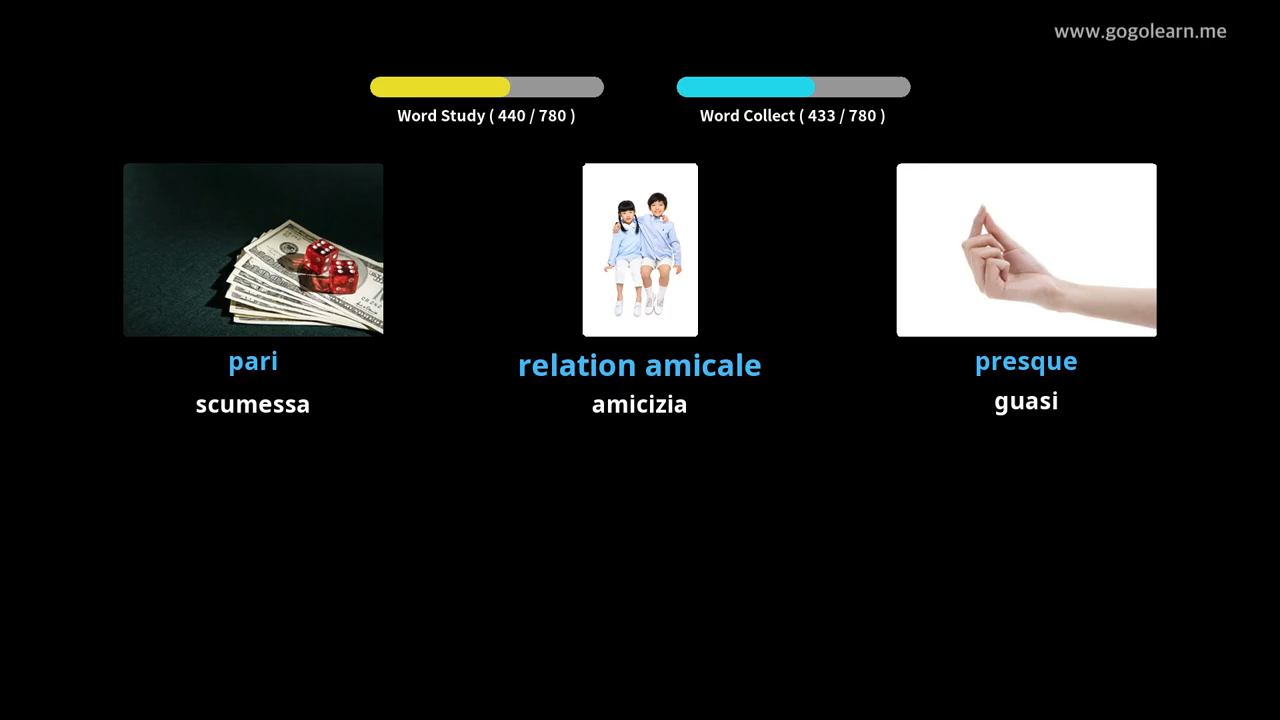 www.gogolearn.me
Word Study ( 440 / 780 )
Word Collect ( 433 / 780 )
pari
relation amicale
presque
scumessa
amicizia
guasi